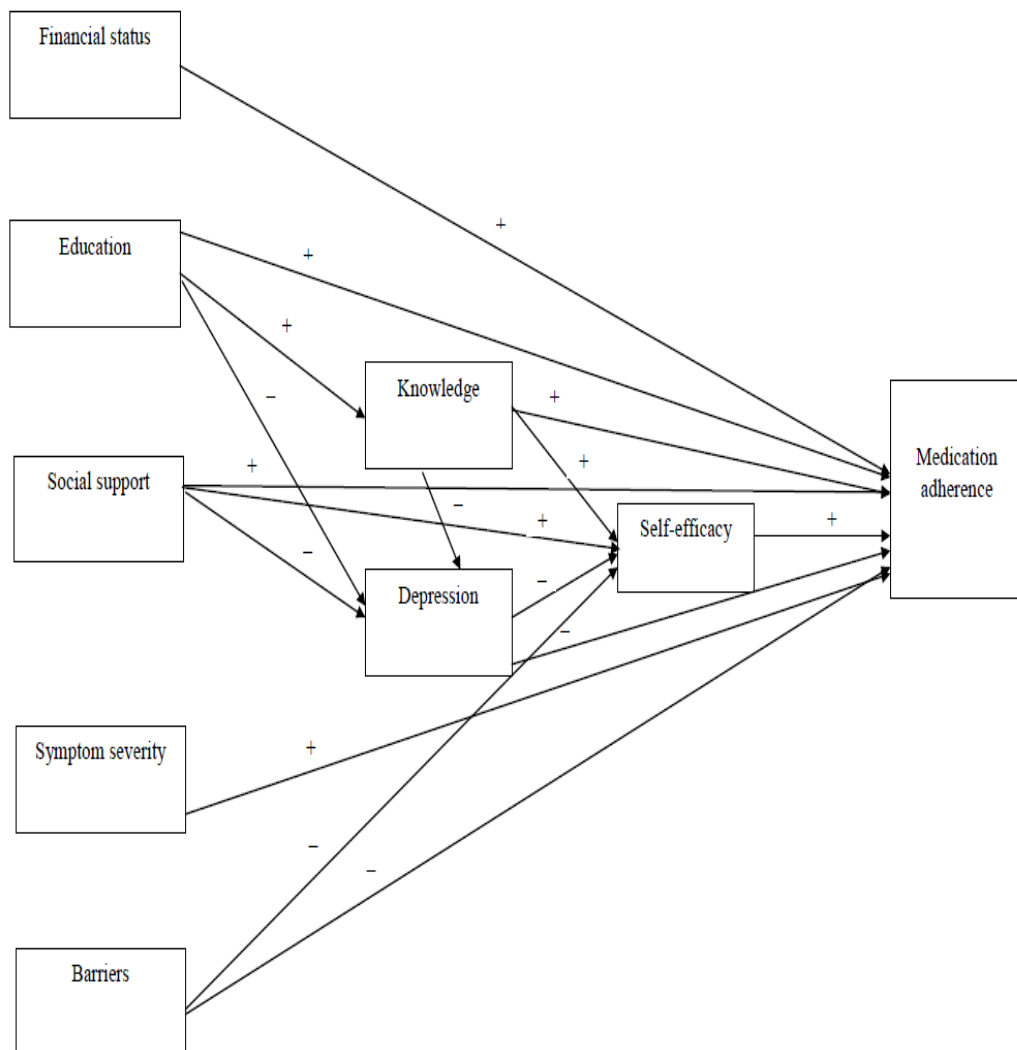 Financial status
+
Education
+
+
−
Knowledge
+
Medication
adherence
Social support
+
+
−
+
Self-efficacy
+
−
Depression
−
−
Symptom severity
+
−
−
Barriers